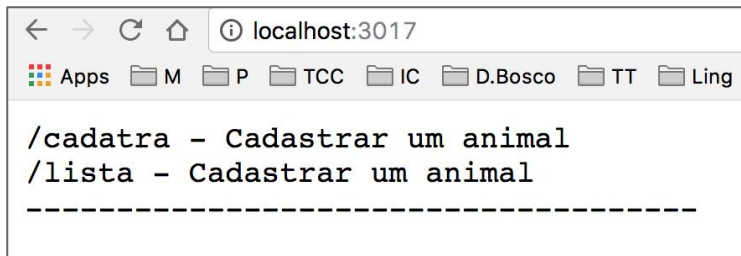 localhost:3017
Apps M P TCC IC D.Bosco TT Ling
/cadatra - Cadastrar um animal
/lista - Cadastrar um animal
---------------------------------------